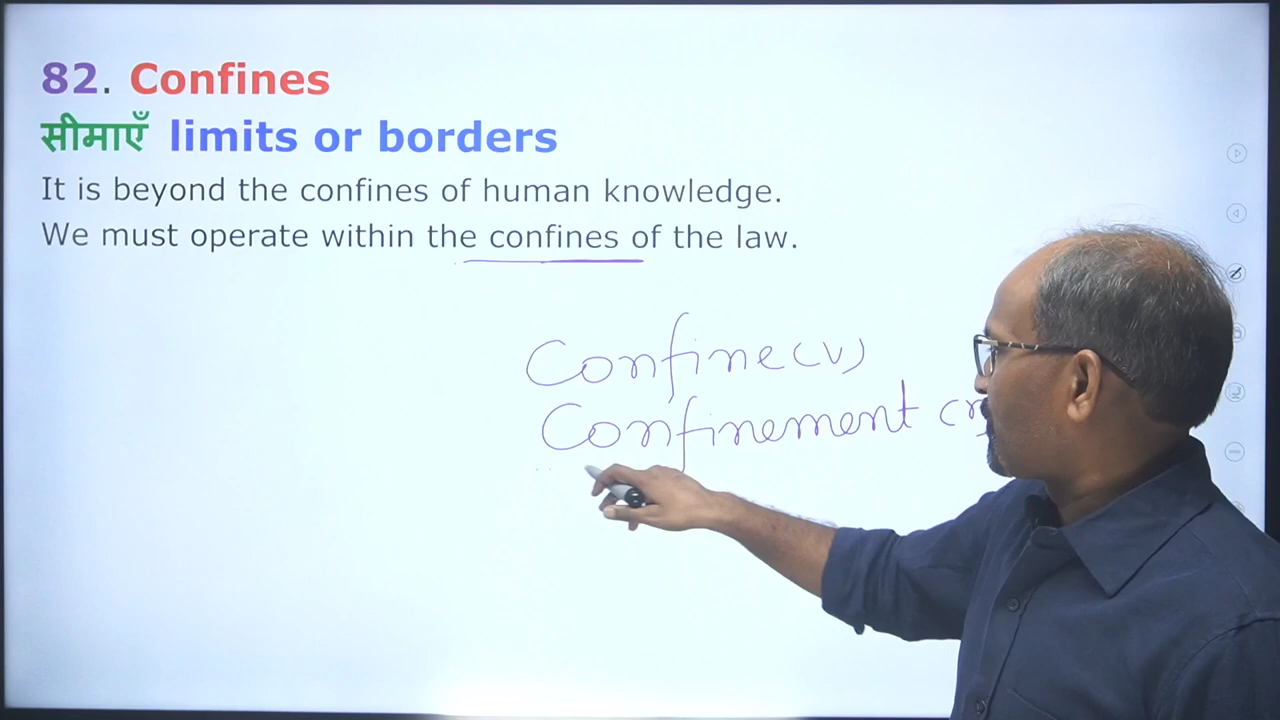 82. Confines
सीमाएँ limits or borders
It is beyond the confines of human knowledge.
We must operate within the confines of the law.
Confine (v)
Confinement